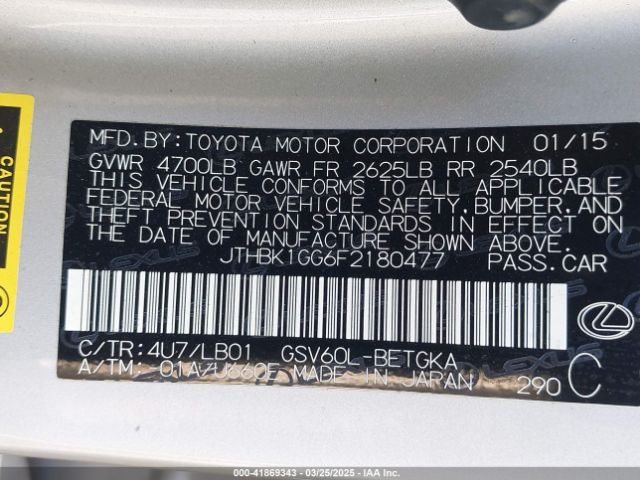 MFD.BY:TOYOTA MOTOR CORPORATION 01/15
GVWR 4700LB GAWR FR 2625LB RR 2540LB
THIS VEHICLE CONFORMS TO ALL APPLICABLE
FEDERAL MOTOR VEHICLE SAFETY,BUMPER,AND
THEFT PREVENTION STANDARDS IN EFFECT ON
THE DATE OF MANUFACTURE SHOWN ABOVE.
JTHBK1GG6F2180477 PASS.CAR
C/TR:4U7/LB01 GSV60L-BETGKA
A/TM: 01A/U660E MADE IN JAPAN 290 C
CAUTION
000-41869343 / 03/25/2025 - IAA Inc.